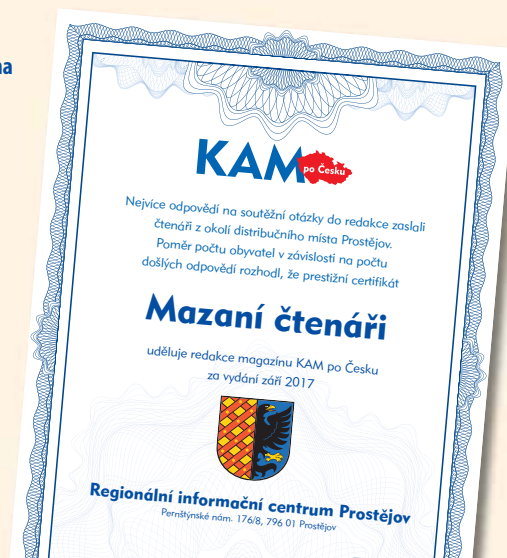 na
KAM
po Česku
Nejvíce odpovědí na soutěžní otázky do redakce zaslali
čtenáři z okolí distribučního místa Prostějov.
Poměr počtu obyvatel v závislosti na počtu
došlých odpovědí rozhodl, že prestižní certifikát
Mazaní čtenáři
uděluje redakce magazínu KAM po Česku
za vydání září 2017
Regionální informační centrum Prostějov
Pernštýnské nám. 176/8, 796 01 Prostějov